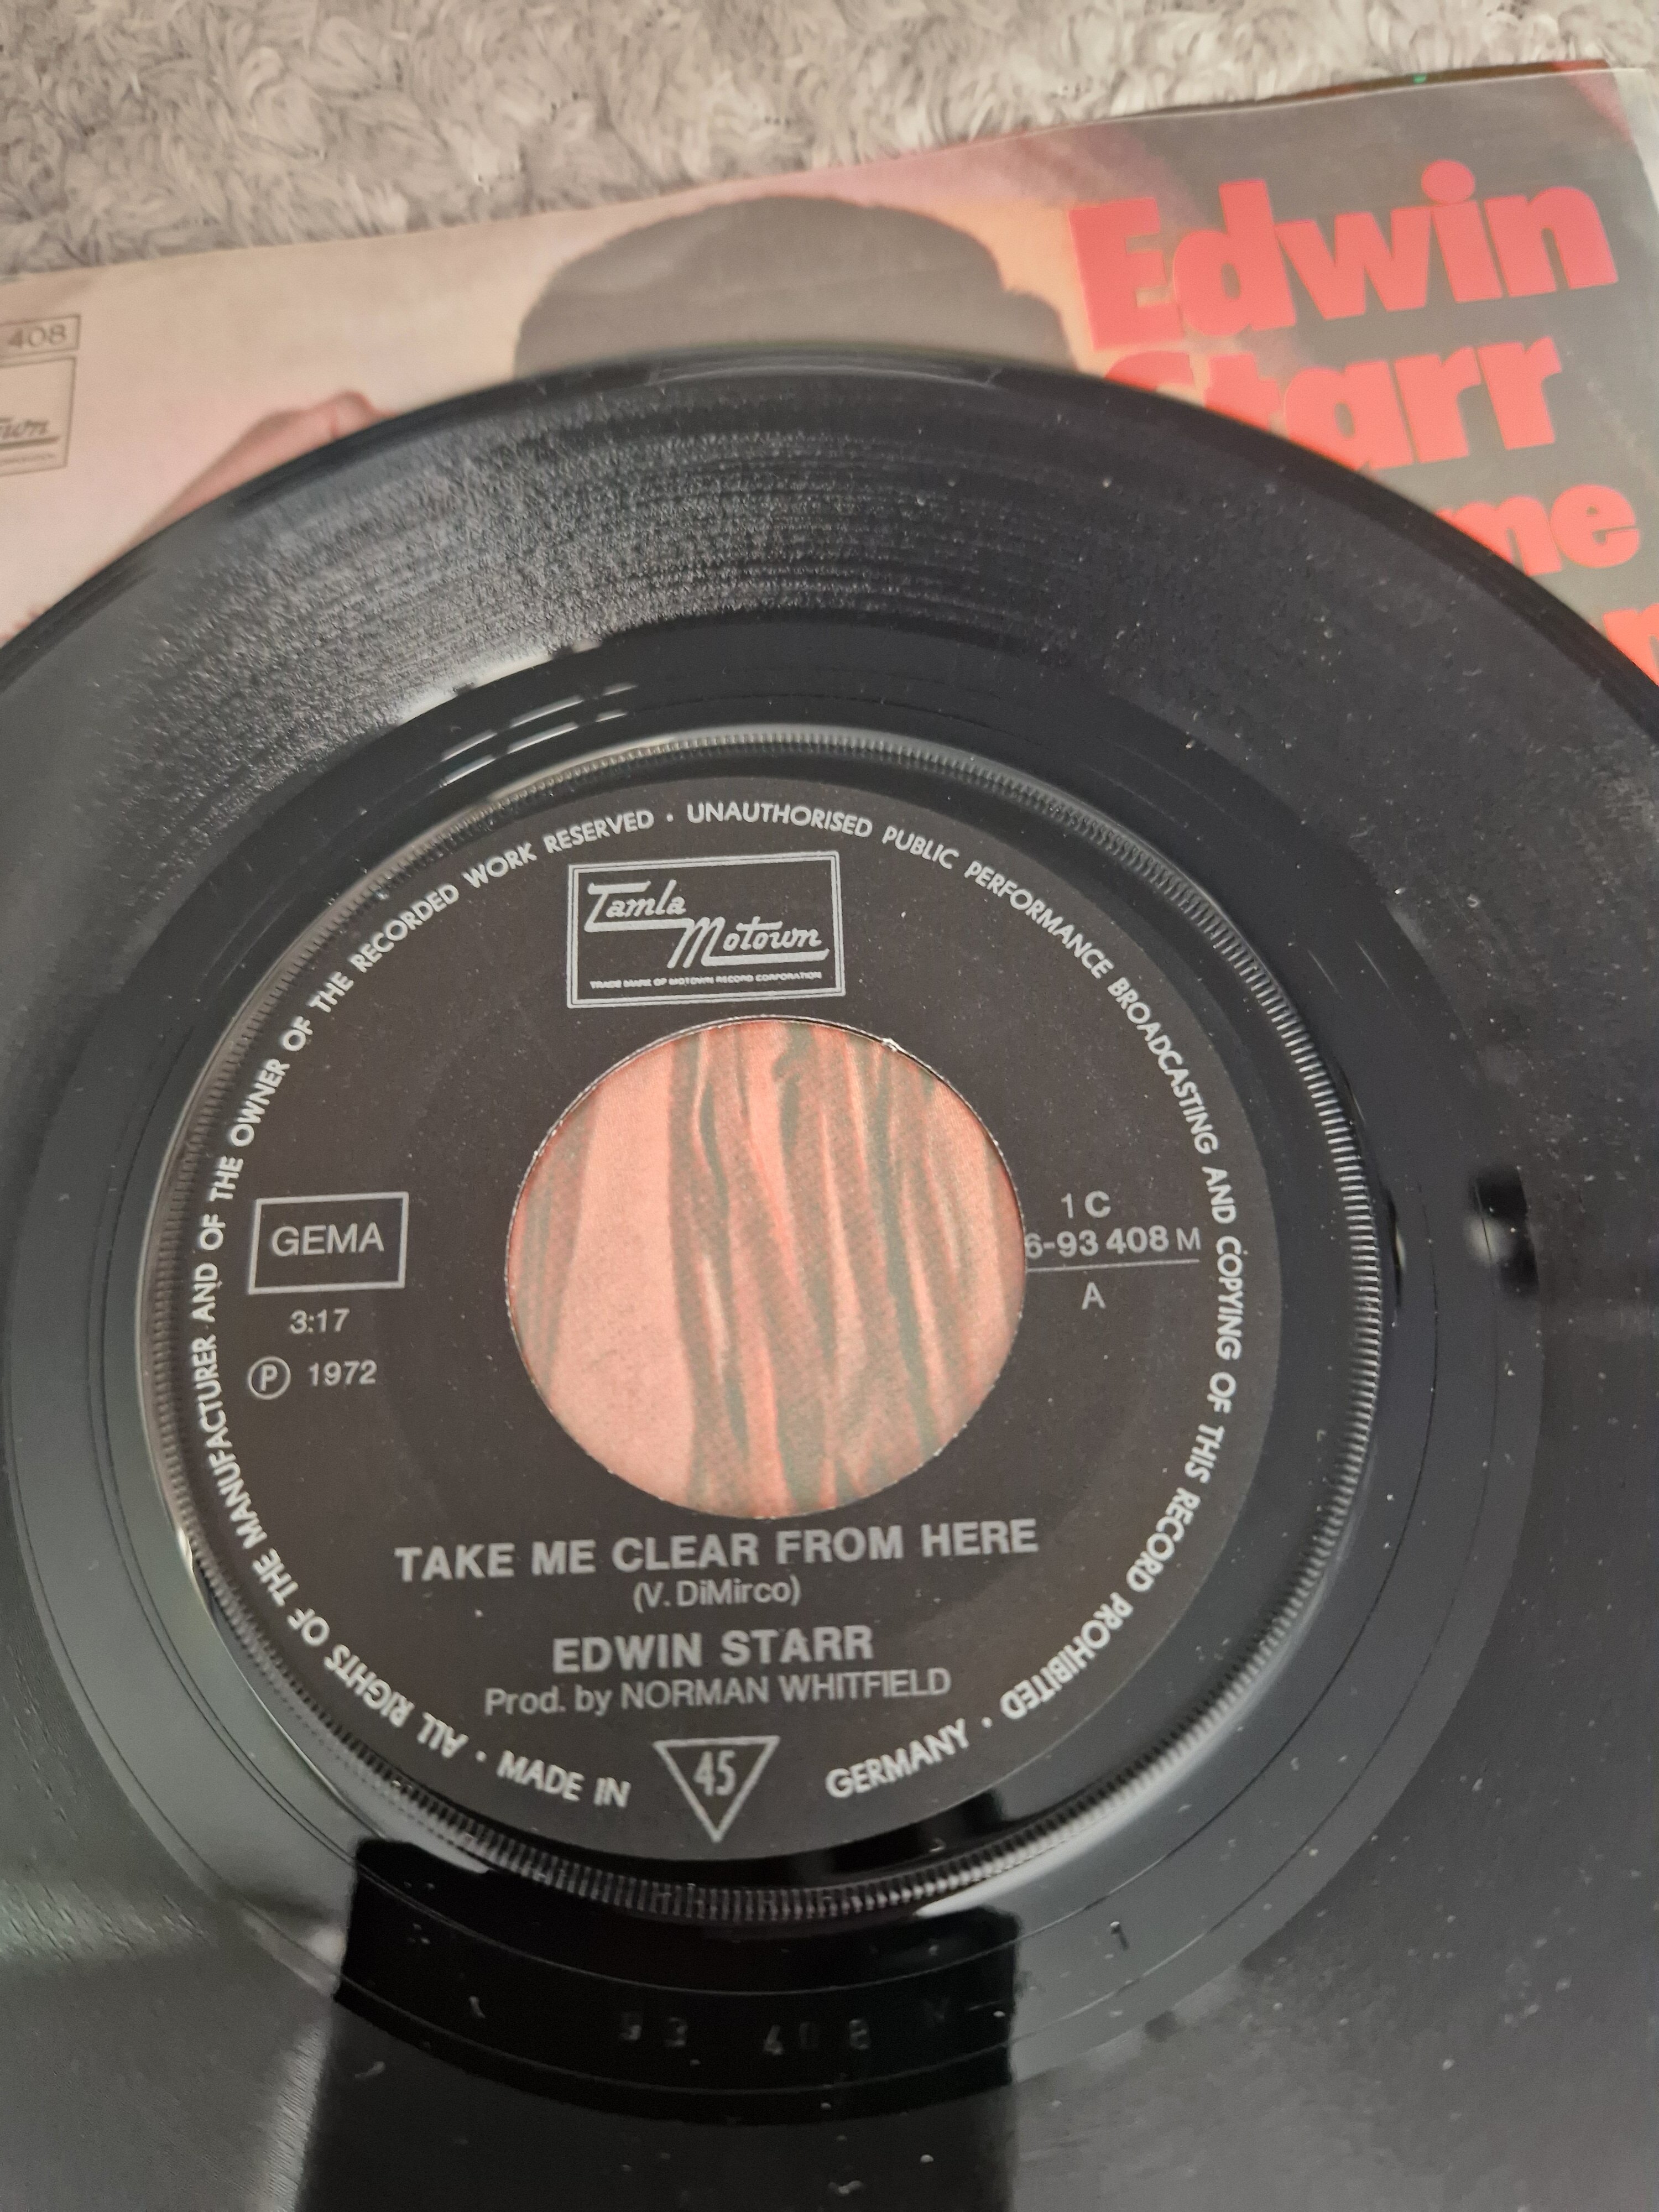 Edwin
Starr
me
408
Tamla
Motown
TRADE MARK OF MOTOWN RECORD CORPORATION
ALL RIGHTS OF THE MANUFACTURER AND OF THE OWNER OF THE RECORDED WORK RESERVED • UNAUTHORISED PUBLIC PERFORMANCE BROADCASTING AND COPYING OF THIS RECORD PROHIBITED •
GEMA
3:17
Ⓟ 1972
1 C
6-93 408 M
A
TAKE ME CLEAR FROM HERE
(V. DiMirco)
EDWIN STARR
Prod. by NORMAN WHITFIELD
• MADE IN 45 GERMANY •
93 408